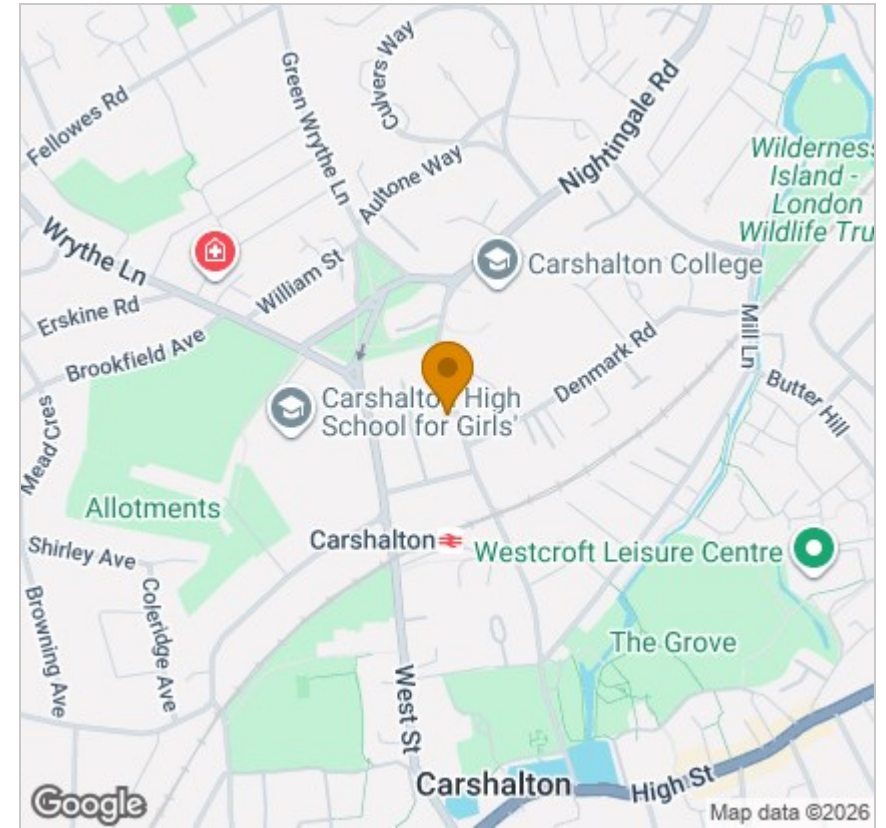 Culvers Way
Green Wrythe Ln
Nightingale Rd
Fellowes Rd
Aultone Way
Wilderness
Island -
London
Wildlife Tru
Wrythe Ln
William St
Carshalton College
Erskine Rd
Brookfield Ave
Mill Ln
Denmark Rd
Butter Hill
Carshalton High
School for Girls'
Mead Cres
Allotments
Carshalton
Westcroft Leisure Centre
Shirley Ave
Coleridge Ave
Browning Ave
The Grove
West St
Carshalton
High St
Google
Map data ©2026